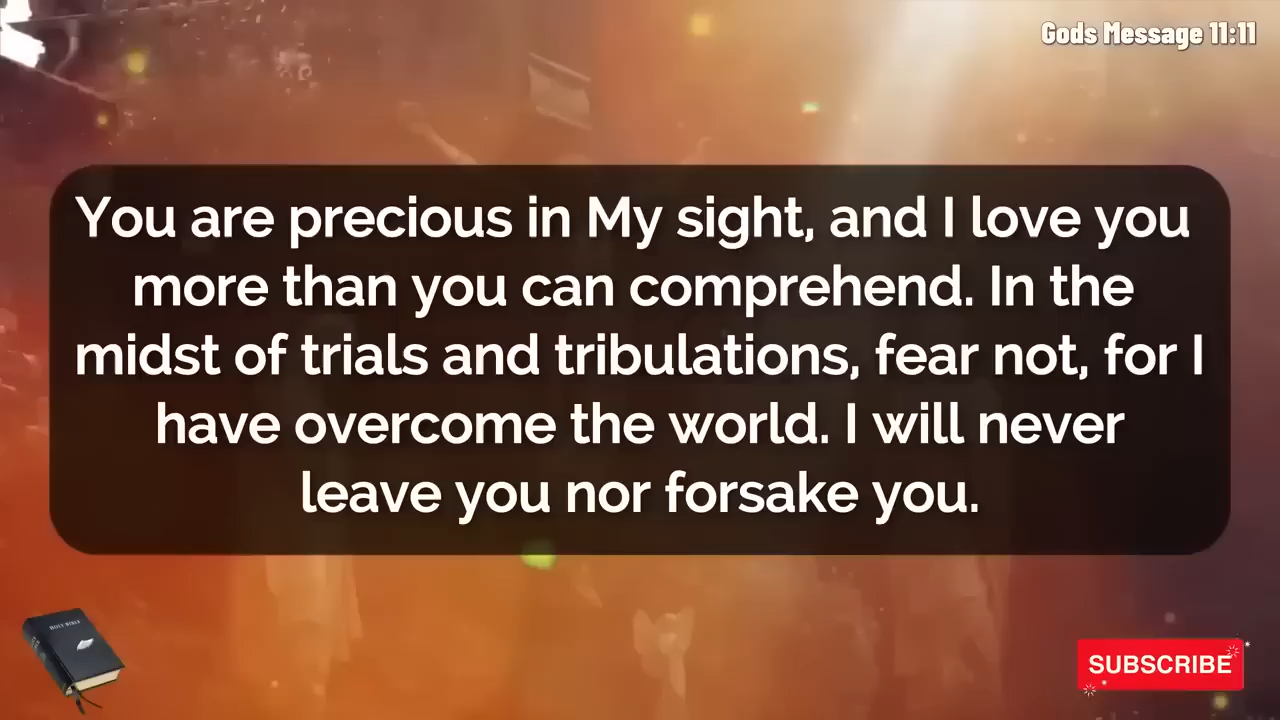 Gods Message 11:11
You are precious in My sight, and I love you
more than you can comprehend. In the
midst of trials and tribulations, fear not, for I
have overcome the world. I will never
leave you nor forsake you.
HOLY BIBLE
SUBSCRIBE